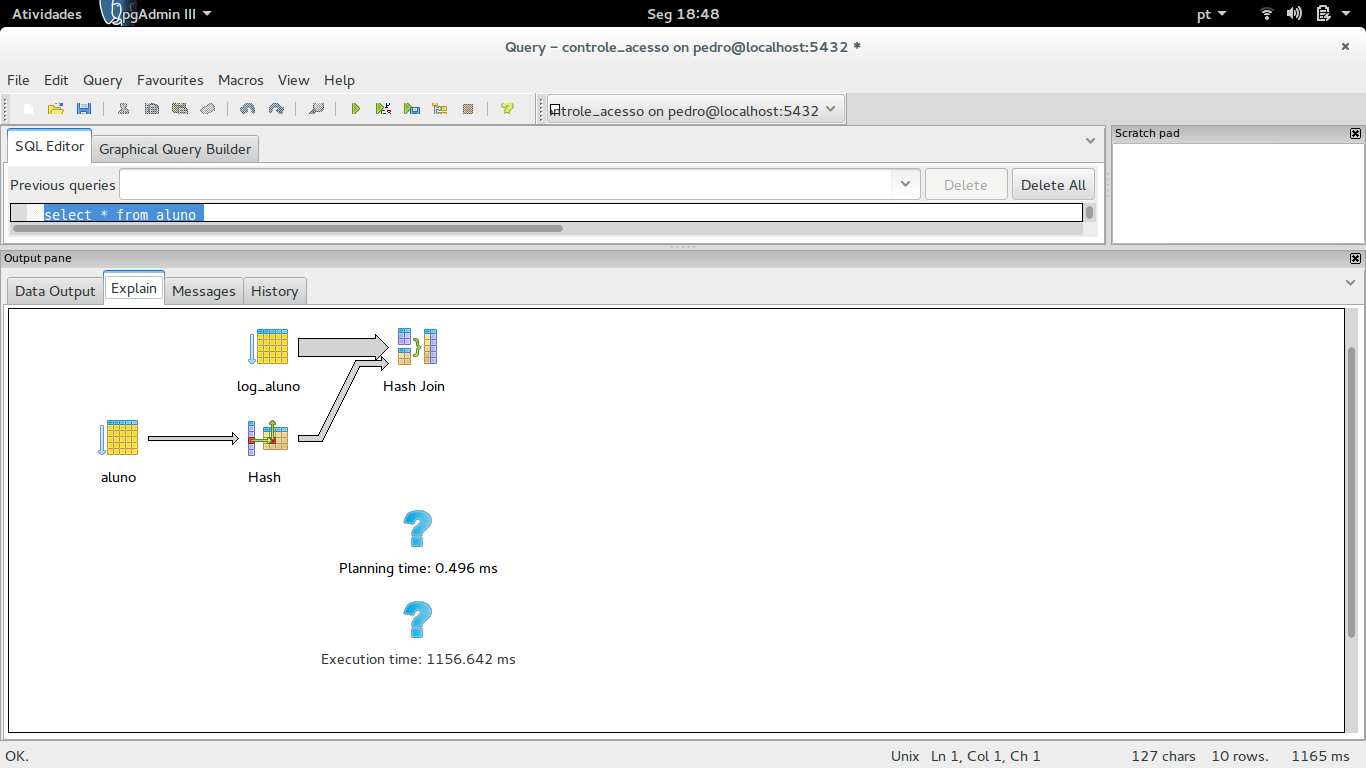 Atividades pgAdmin III Seg 18:48 pt
Query - controle_acesso on pedro@localhost:5432 *
File Edit Query Favourites Macros View Help
ntrole_acesso on pedro@localhost:5432
SQL Editor Graphical Query Builder
Scratch pad
Previous queries Delete Delete All
select * from aluno
Output pane
Data Output Explain Messages History
log_aluno Hash Join
aluno Hash
Planning time: 0.496 ms
Execution time: 1156.642 ms
OK. Unix Ln 1, Col 1, Ch 1 127 chars 10 rows. 1165 ms